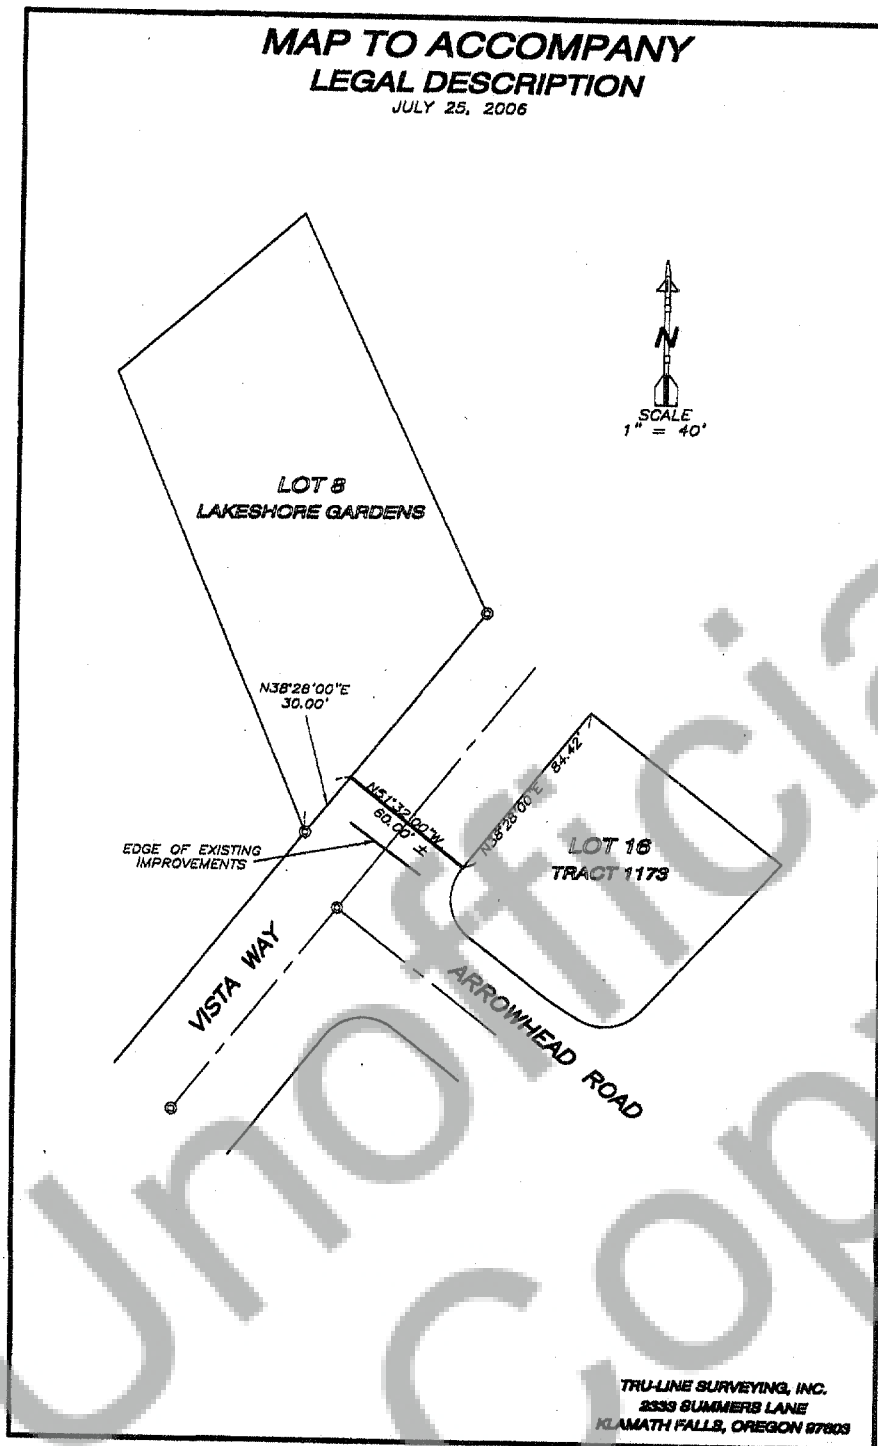 MAP TO ACCOMPANY
LEGAL DESCRIPTION
JULY 25, 2006
N
SCALE
1" = 40'
LOT 8
LAKESHORE GARDENS
N38°28'00"E
30.00'
N51°32'00"W
60.00' ±
N38°28'00"E 84.42'
EDGE OF EXISTING
IMPROVEMENTS
LOT 16
TRACT 1173
VISTA WAY
ARROWHEAD ROAD
TRU-LINE SURVEYING, INC.
2333 SUMMERS LANE
KLAMATH FALLS, OREGON 97603
Unofficial
Copy